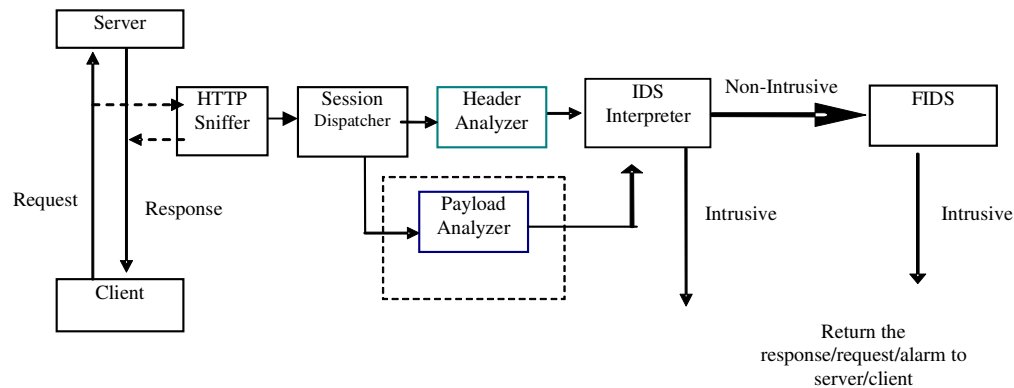 Server
HTTP
Sniffer
Session
Dispatcher
Header
Analyzer
IDS
Interpreter
Non-Intrusive
FIDS
Request
Response
Payload
Analyzer
Intrusive
Intrusive
Client
Return the
response/request/alarm to
server/client